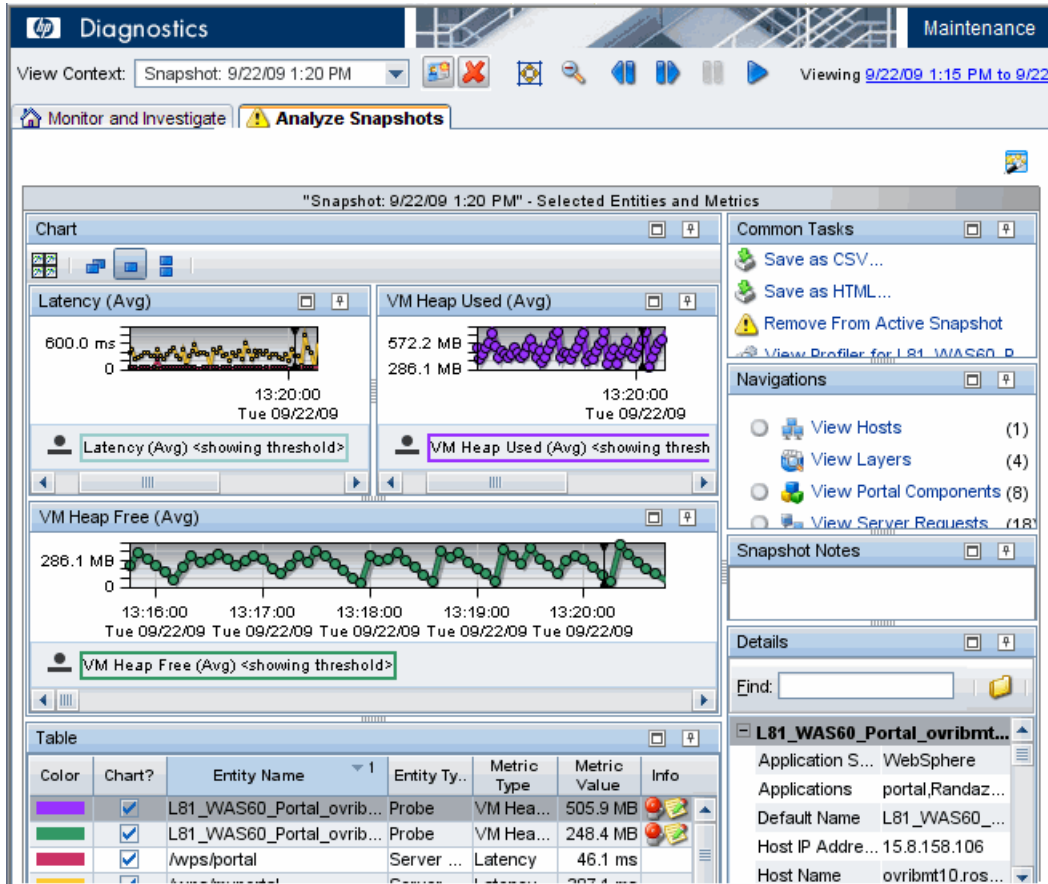 hp Diagnostics
Maintenance
View Context: Snapshot: 9/22/09 1:20 PM
Viewing 9/22/09 1:15 PM to 9/22
Monitor and Investigate
Analyze Snapshots
"Snapshot: 9/22/09 1:20 PM" - Selected Entities and Metrics
Chart
Latency (Avg)
600.0 ms
0
13:20:00
Tue 09/22/09
Latency (Avg) <showing threshold>
VM Heap Used (Avg)
572.2 MB
286.1 MB
13:20:00
Tue 09/22/09
VM Heap Used (Avg) <showing thresh
VM Heap Free (Avg)
286.1 MB
0
13:16:00 13:17:00 13:18:00 13:19:00 13:20:00
Tue 09/22/09 Tue 09/22/09 Tue 09/22/09 Tue 09/22/09 Tue 09/22/09
VM Heap Free (Avg) <showing threshold>
Table
Color Chart? Entity Name 1 Entity Ty... Metric Type Metric Value Info
L81_WAS60_Portal_ovrib... Probe VM Hea... 505.9 MB
L81_WAS60_Portal_ovrib... Probe VM Hea... 248.4 MB
/wps/portal Server ... Latency 46.1 ms
Common Tasks
Save as CSV...
Save as HTML...
Remove From Active Snapshot
View Profiler for L81_WAS60_P
Navigations
View Hosts (1)
View Layers (4)
View Portal Components (8)
View Server Requests (18)
Snapshot Notes
Details
Find:
L81_WAS60_Portal_ovribmt...
Application S... WebSphere
Applications portal,Randaz...
Default Name L81_WAS60_...
Host IP Addre... 15.8.158.106
Host Name ovribmt10.ros...